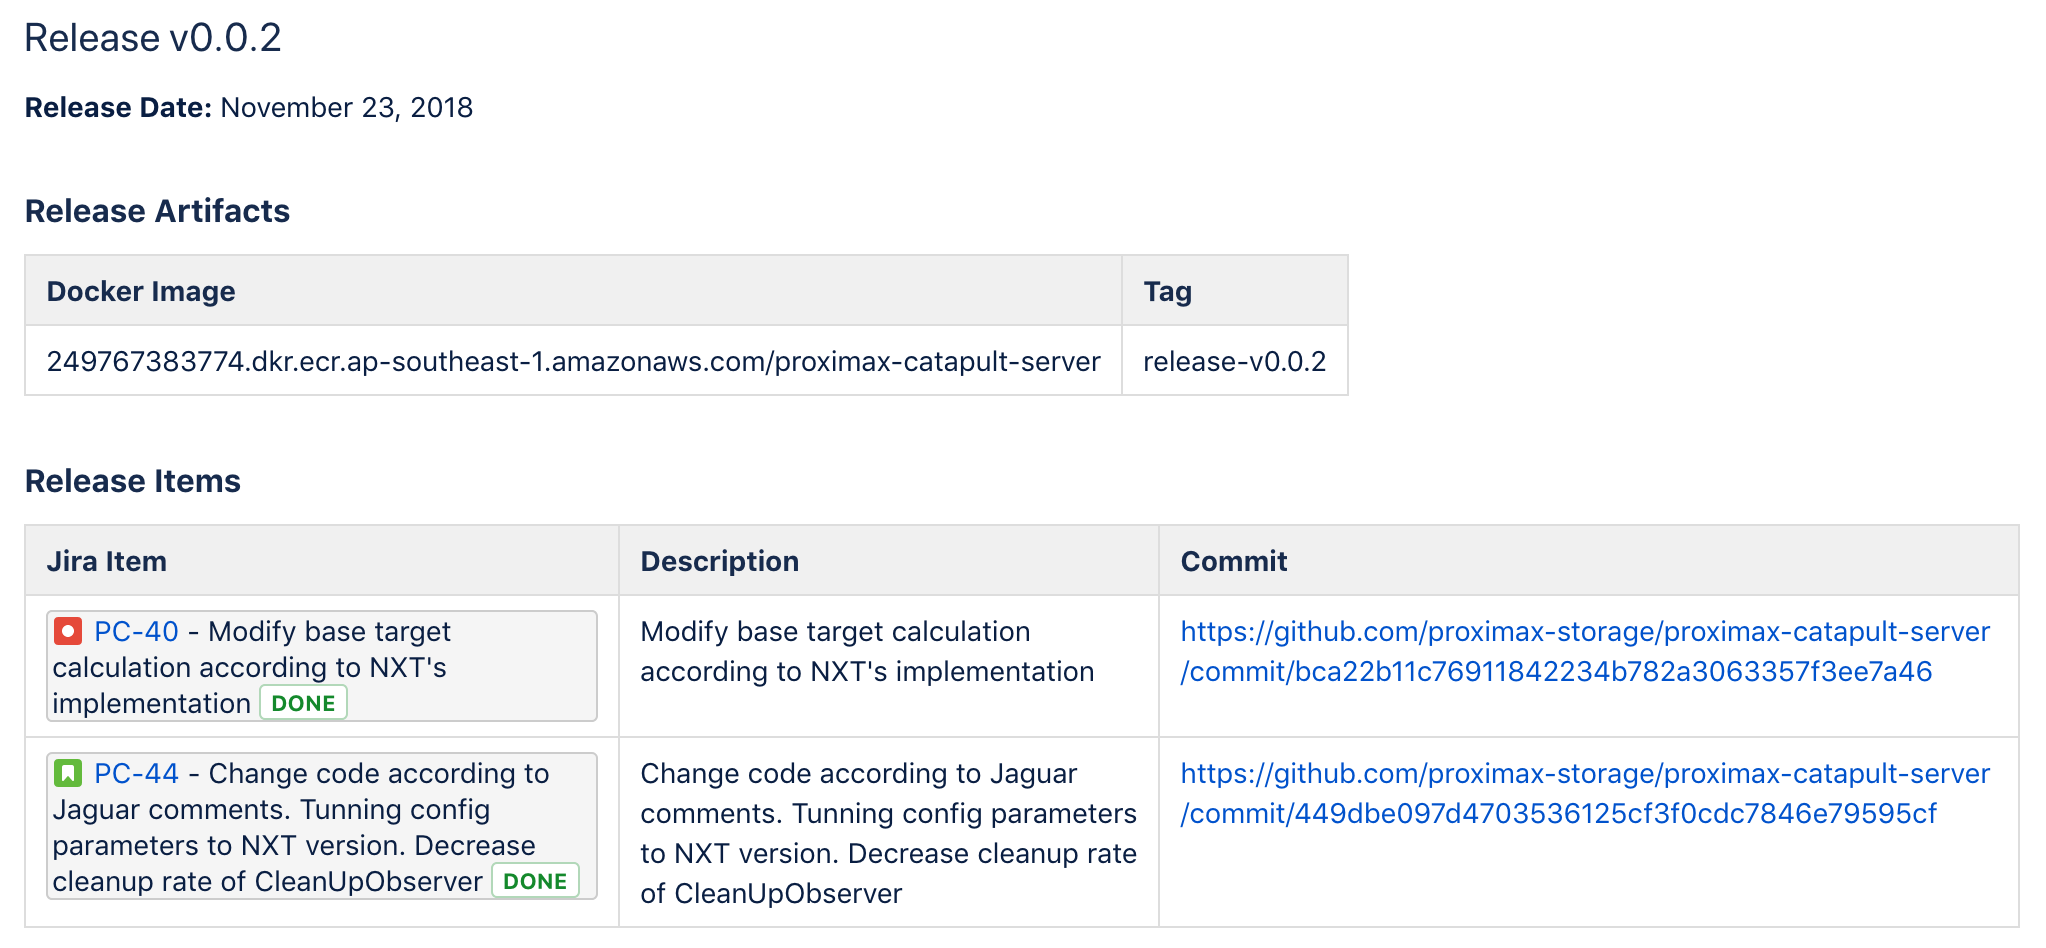 Release v0.0.2
Release Date: November 23, 2018
Release Artifacts
Docker Image
Tag
249767383774.dkr.ecr.ap-southeast-1.amazonaws.com/proximax-catapult-server
release-v0.0.2
Release Items
Jira Item
Description
Commit
PC-40 - Modify base target
calculation according to NXT's
implementation DONE
Modify base target calculation
according to NXT's implementation
https://github.com/proximax-storage/proximax-catapult-server
/commit/bca22b11c76911842234b782a3063357f3ee7a46
PC-44 - Change code according to
Jaguar comments. Tunning config
parameters to NXT version. Decrease
cleanup rate of CleanUpObserver DONE
Change code according to Jaguar
comments. Tunning config parameters
to NXT version. Decrease cleanup rate
of CleanUpObserver
https://github.com/proximax-storage/proximax-catapult-server
/commit/449dbe097d4703536125cf3f0cdc7846e79595cf